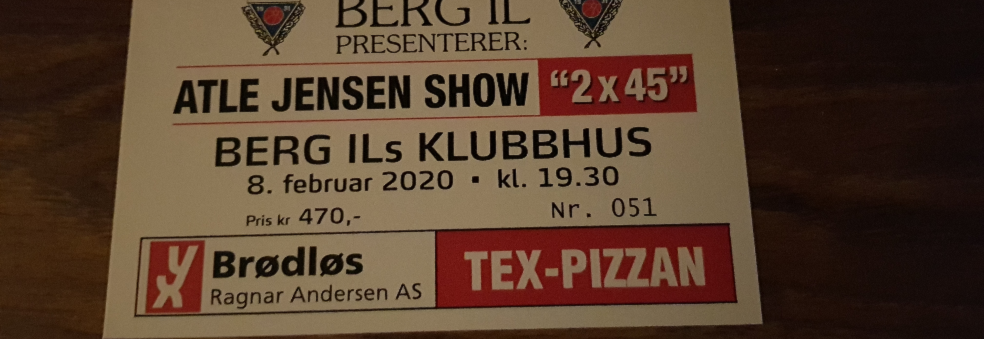 BERG IL
PRESENTERER:
ATLE JENSEN SHOW "2 x 45"
BERG ILs KLUBBHUS
8. februar 2020 • kl. 19.30
Pris kr 470,- Nr. 051
Brødløs
Ragnar Andersen AS
TEX-PIZZAN